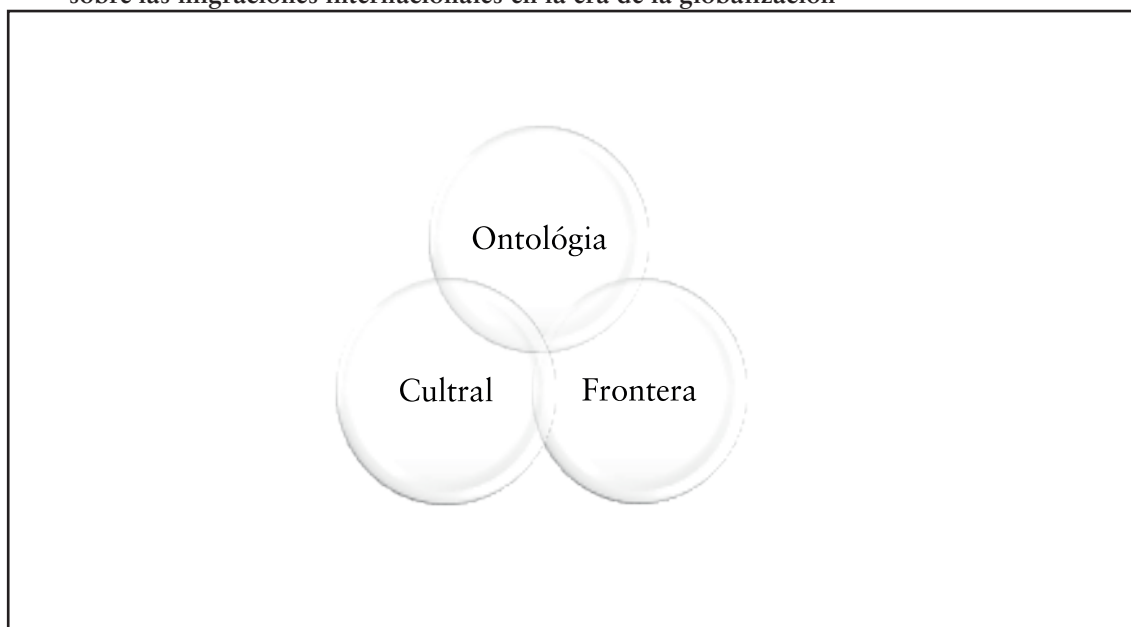 sobre las migraciones internacionales en la era de la globalización
Ontológia
Cultral
Frontera